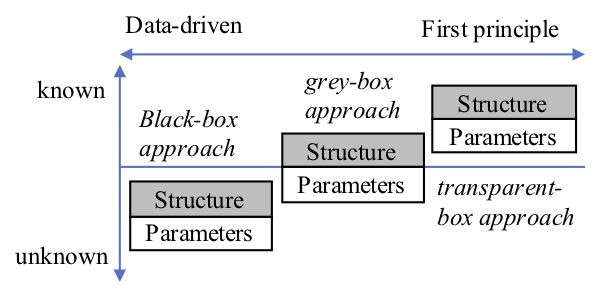 Data-driven
First principle
known
grey-box
approach
Structure
Parameters
Black-box
approach
Structure
Parameters
transparent-
box approach
Structure
Parameters
unknown